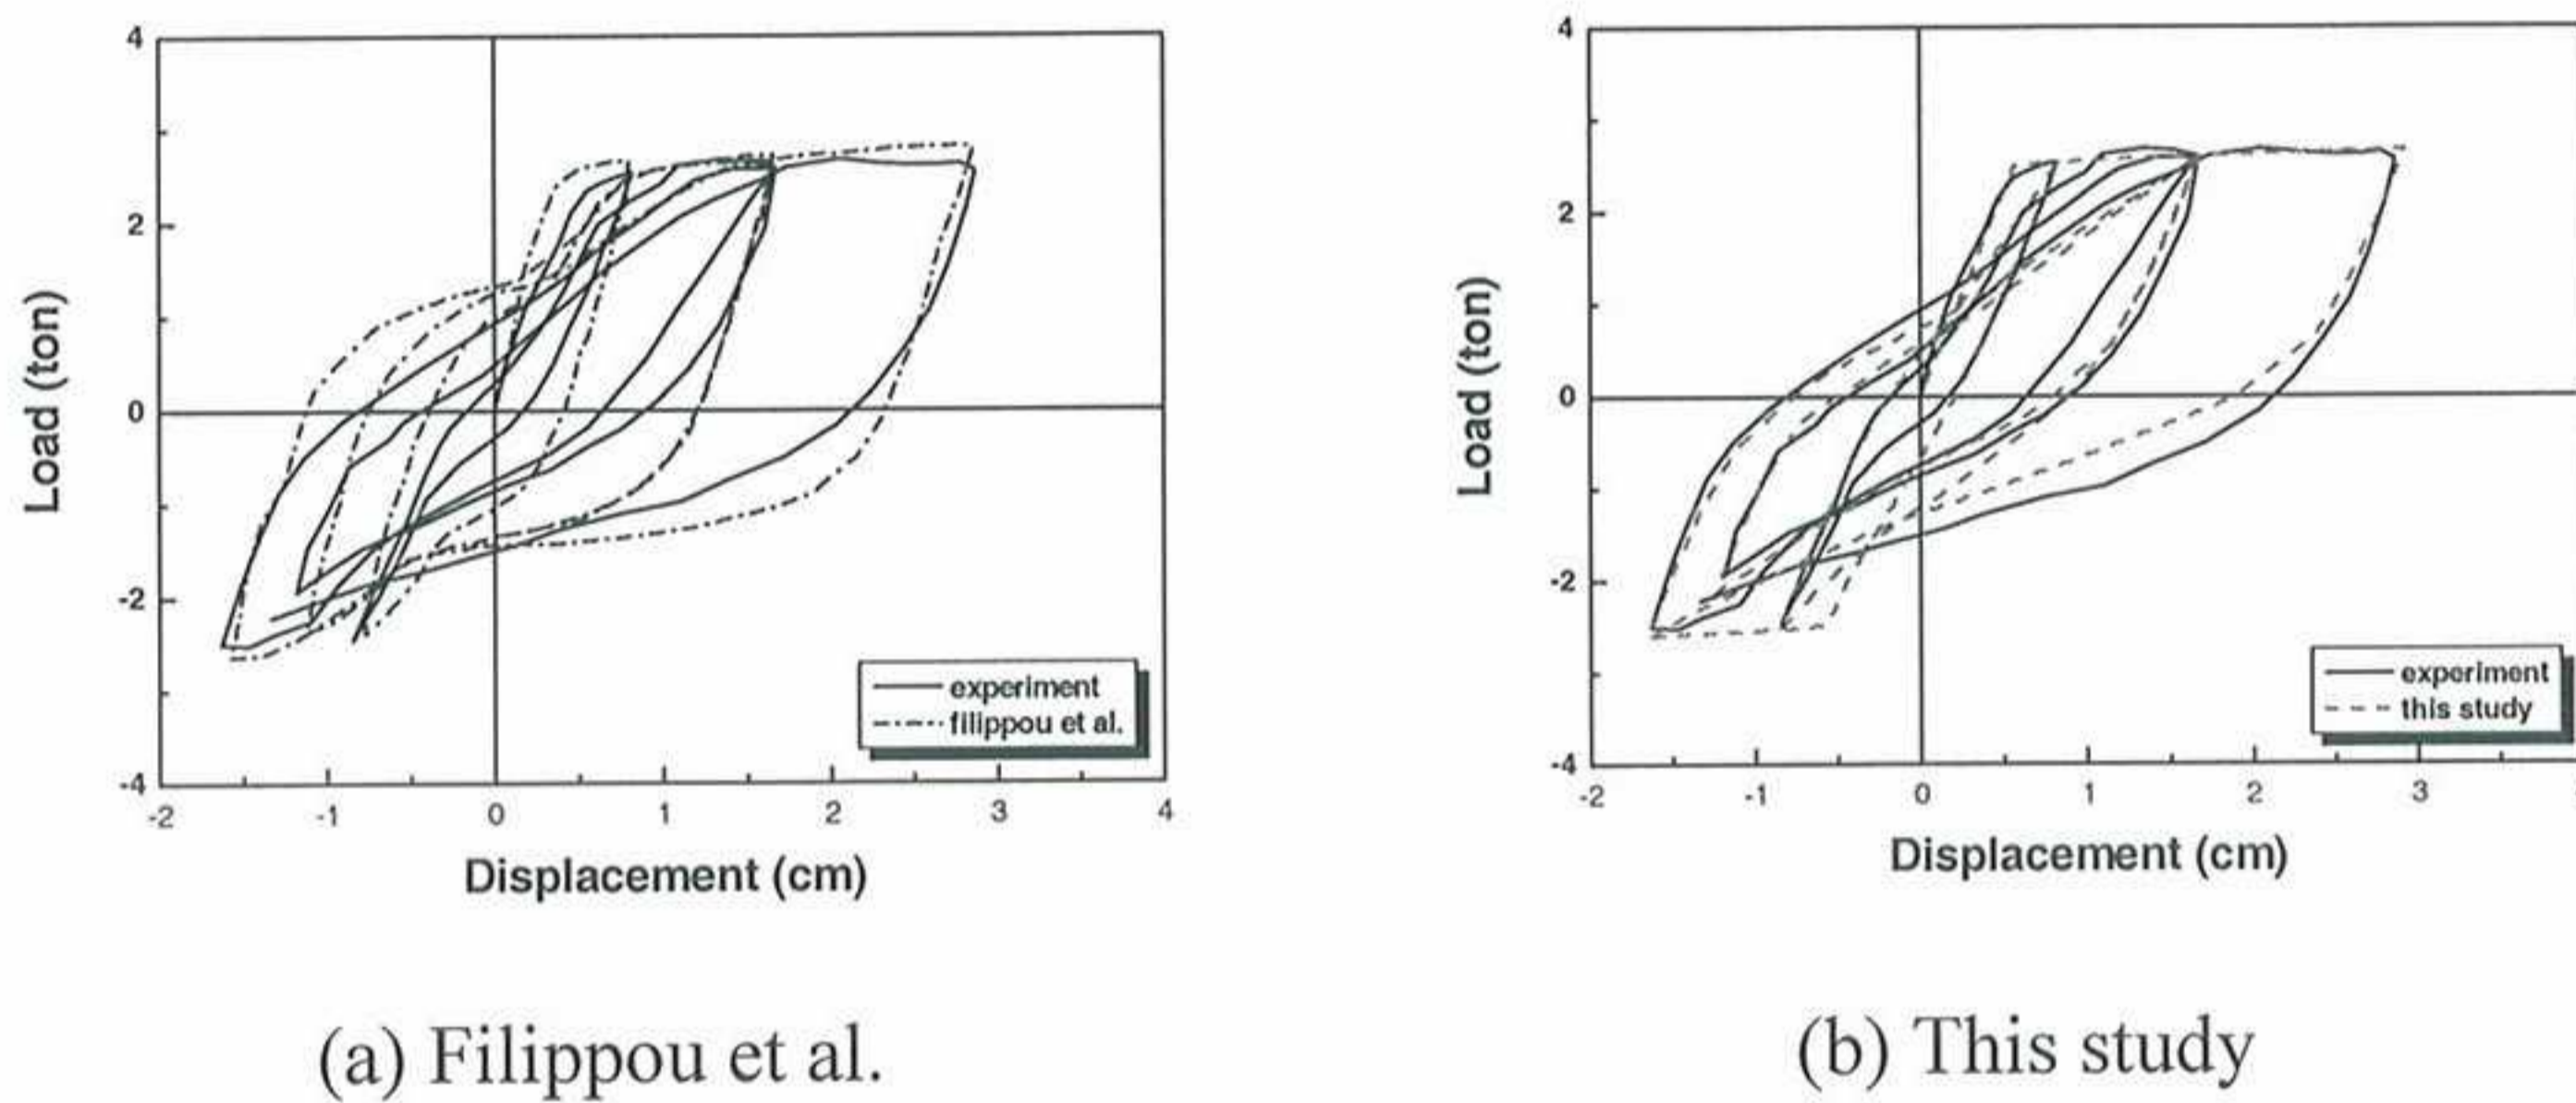 4
2
0
-2
-4
-2
-1
0
1
2
3
4
Load (ton)
Displacement (cm)
experiment
filippou et al.
(a) Filippou et al.
4
2
0
-2
-4
-2
-1
0
1
2
3
Load (ton)
Displacement (cm)
experiment
this study
(b) This study